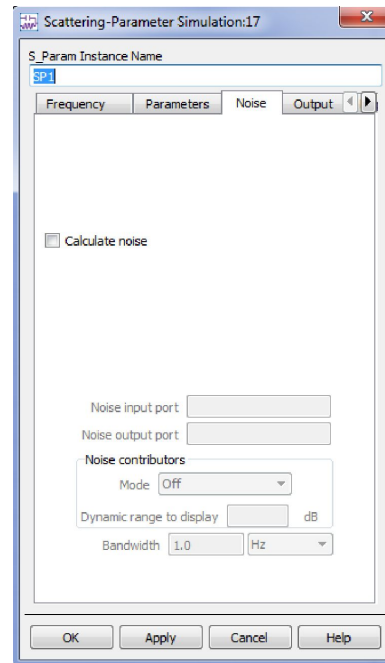 Scattering-Parameter Simulation:17
S_Param Instance Name
SP1
Frequency Parameters Noise Output
Calculate noise
Noise input port
Noise output port
Noise contributors
Mode Off
Dynamic range to display dB
Bandwidth 1.0 Hz
OK Apply Cancel Help